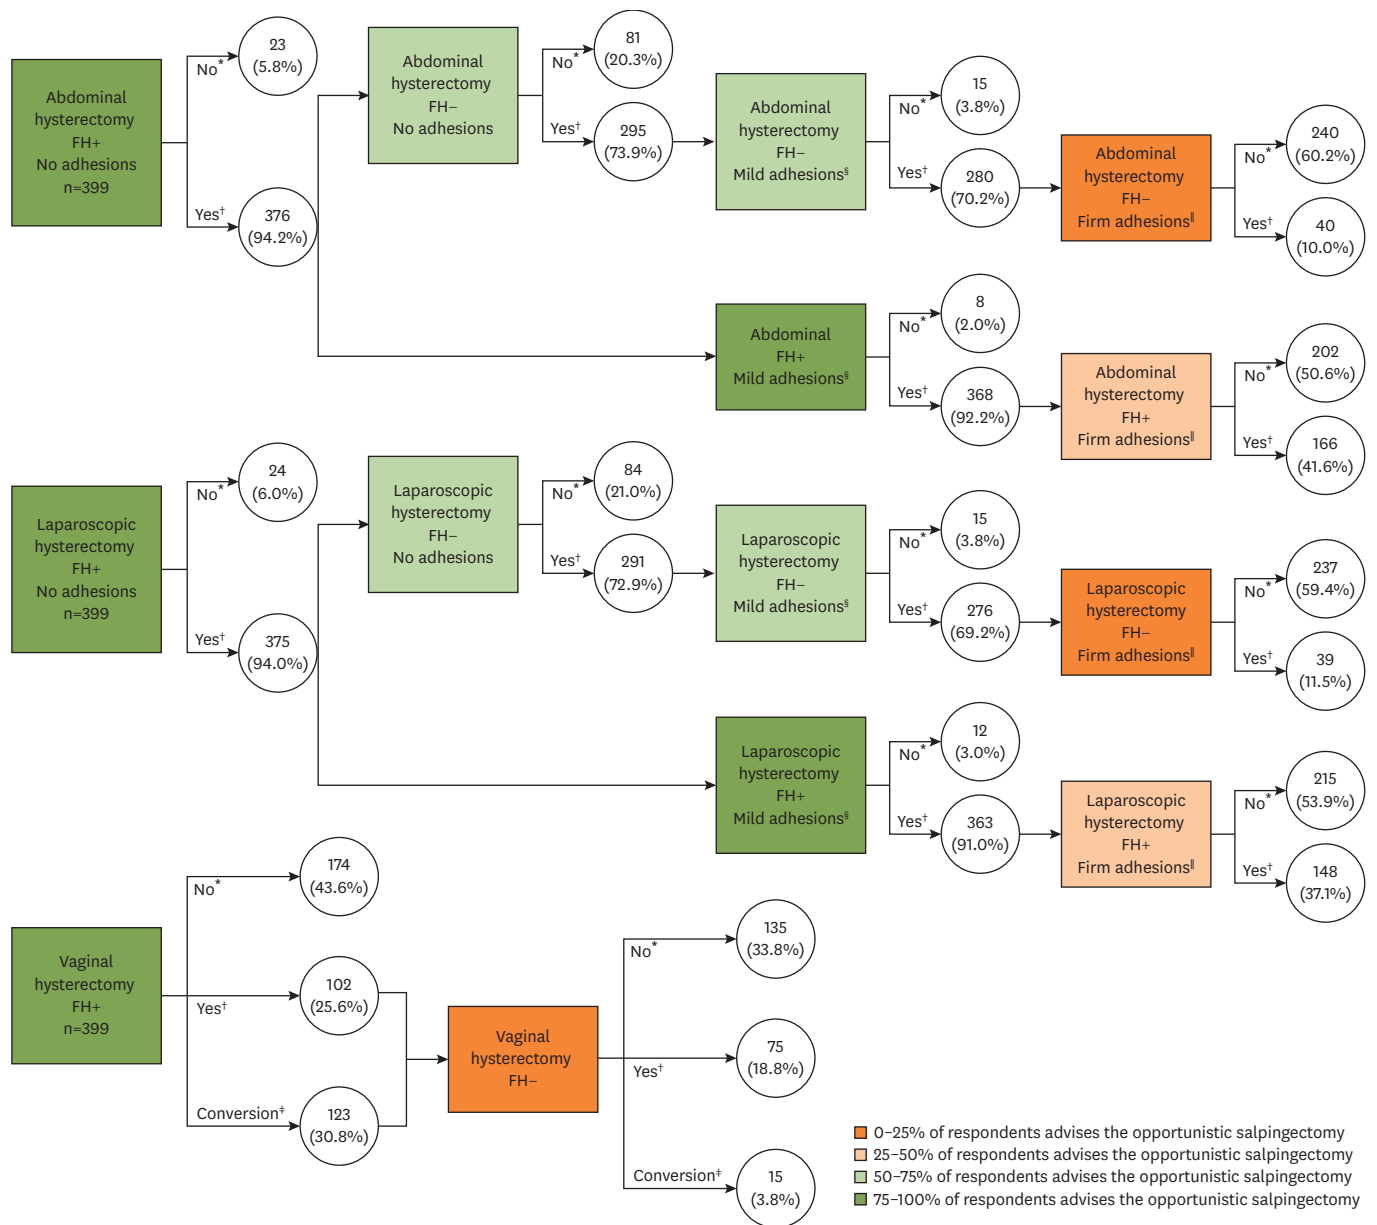 Abdominal
hysterectomy
FH+
No adhesions
n=399
No*
23
(5.8%)
Yes†
376
(94.2%)
Abdominal
hysterectomy
FH−
No adhesions
No*
81
(20.3%)
Yes†
295
(73.9%)
Abdominal
hysterectomy
FH−
Mild adhesions§
No*
15
(3.8%)
Yes†
280
(70.2%)
Abdominal
hysterectomy
FH−
Firm adhesions‖
No*
240
(60.2%)
Yes†
40
(10.0%)
Abdominal
FH+
Mild adhesions§
No*
8
(2.0%)
Yes†
368
(92.2%)
Abdominal
hysterectomy
FH+
Firm adhesions‖
No*
202
(50.6%)
Yes†
166
(41.6%)
Laparoscopic
hysterectomy
FH+
No adhesions
n=399
No*
24
(6.0%)
Yes†
375
(94.0%)
Laparoscopic
hysterectomy
FH−
No adhesions
No*
84
(21.0%)
Yes†
291
(72.9%)
Laparoscopic
hysterectomy
FH−
Mild adhesions§
No*
15
(3.8%)
Yes†
276
(69.2%)
Laparoscopic
hysterectomy
FH−
Firm adhesions‖
No*
237
(59.4%)
Yes†
39
(11.5%)
Laparoscopic
hysterectomy
FH+
Mild adhesions§
No*
12
(3.0%)
Yes†
363
(91.0%)
Laparoscopic
hysterectomy
FH+
Firm adhesions‖
No*
215
(53.9%)
Yes†
148
(37.1%)
Vaginal
hysterectomy
FH+
n=399
No*
174
(43.6%)
Yes†
102
(25.6%)
Conversion‡
123
(30.8%)
Vaginal
hysterectomy
FH−
No*
135
(33.8%)
Yes†
75
(18.8%)
Conversion‡
15
(3.8%)
0−25% of respondents advises the opportunistic salpingectomy
25−50% of respondents advises the opportunistic salpingectomy
50−75% of respondents advises the opportunistic salpingectomy
75−100% of respondents advises the opportunistic salpingectomy